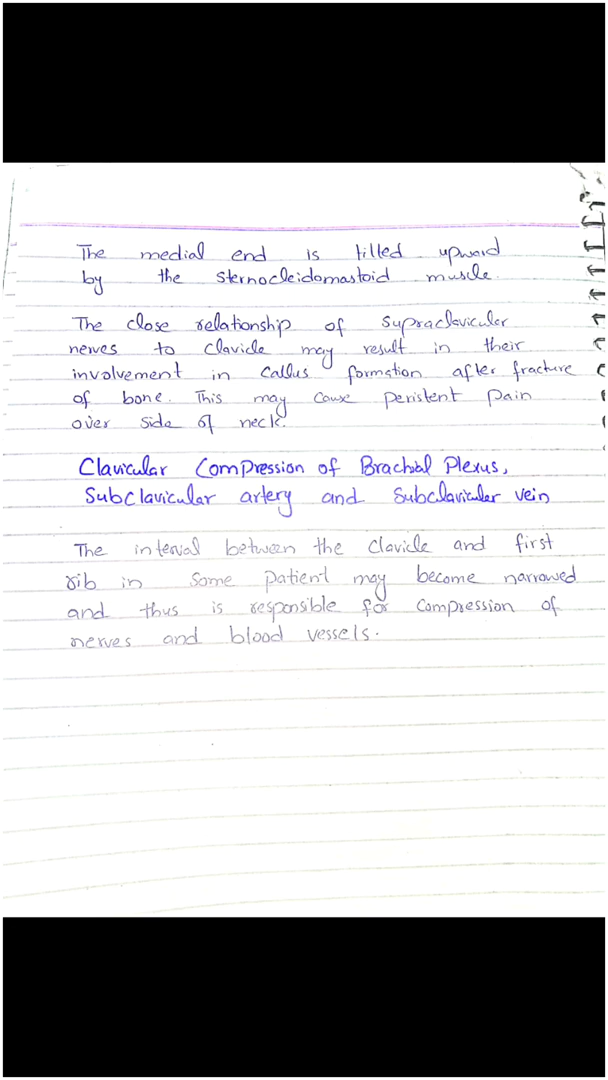 The medial end is tilled upward
by the sternocleidomastoid muscle.
The close relationship of supraclavicular
nerves to clavicle may result in their
involvement in callus formation after fracture
of bone. This may cause peristent pain
over side of neck.
Clavicular Compression of Brachial Plexus,
Subclavicular artery and Subclavicular vein
The interval between the clavicle and first
rib in some patient may become narrowed
and thus is responsible for compression of
nerves and blood vessels.